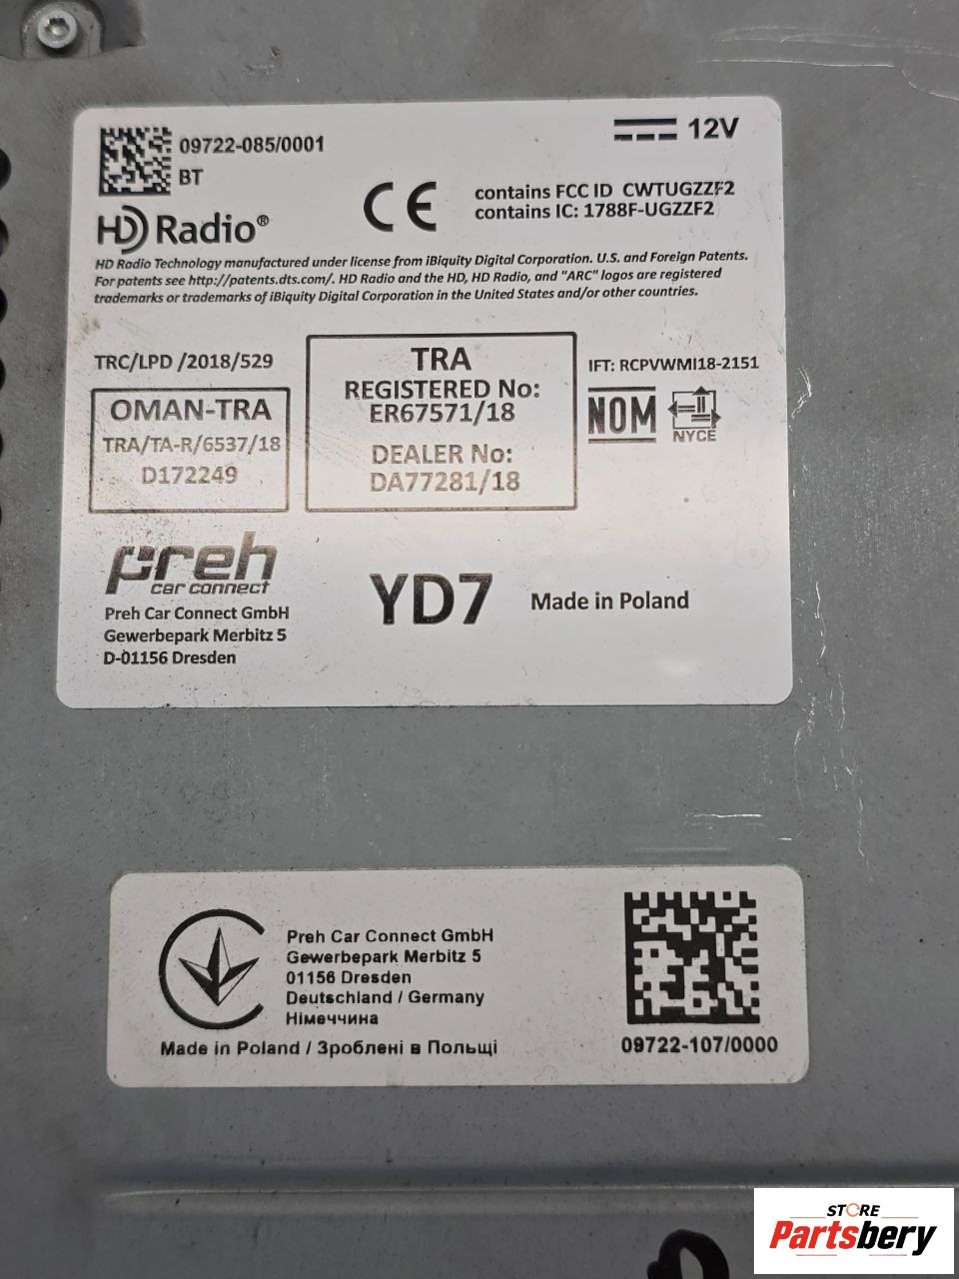 09722-085/0001
BT
12V
contains FCC ID CWTUGZZF2
contains IC: 1788F-UGZZF2
HD Radio®
HD Radio Technology manufactured under license from iBiquity Digital Corporation. U.S. and Foreign Patents.
For patents see http://patents.dts.com/. HD Radio and the HD, HD Radio, and "ARC" logos are registered
trademarks or trademarks of iBiquity Digital Corporation in the United States and/or other countries.
TRC/LPD /2018/529
OMAN-TRA
TRA/TA-R/6537/18
D172249
TRA
REGISTERED No:
ER67571/18
DEALER No:
DA77281/18
IFT: RCPVWMI18-2151
NOM
NYCE
preh
car connect
Preh Car Connect GmbH
Gewerbepark Merbitz 5
D-01156 Dresden
YD7
Made in Poland
Preh Car Connect GmbH
Gewerbepark Merbitz 5
01156 Dresden
Deutschland / Germany
Німеччина
Made in Poland / Зроблені в Польщі
09722-107/0000
STORE
Partsbery